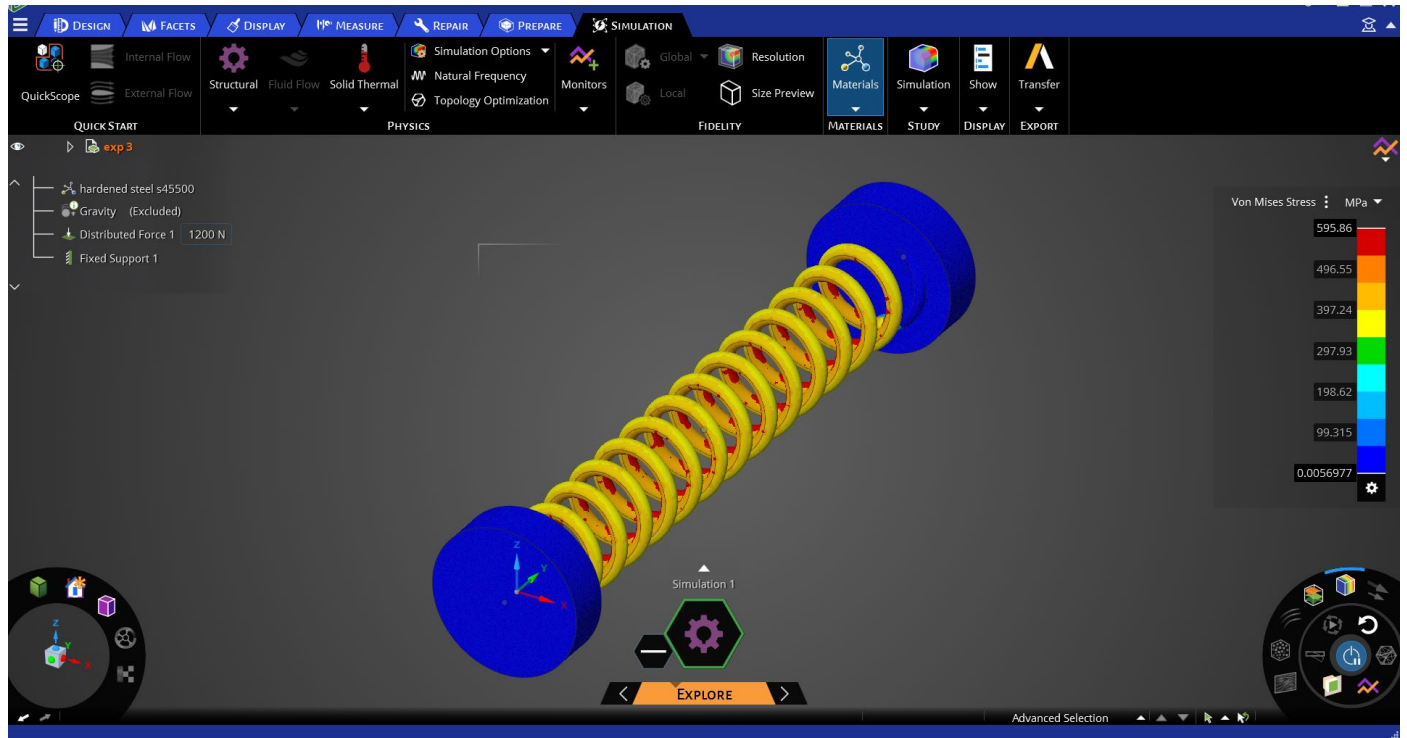 DESIGN FACETS DISPLAY MEASURE REPAIR PREPARE SIMULATION
Internal Flow
External Flow
QuickScope
QUICK START
Structural Fluid Flow Solid Thermal
Simulation Options
Natural Frequency
Topology Optimization
Monitors
PHYSICS
Global
Local
Resolution
Size Preview
FIDELITY
Materials
MATERIALS
Simulation
STUDY
Show
DISPLAY
Transfer
EXPORT
exp 3
hardened steel s45500
Gravity (Excluded)
Distributed Force 1 1200 N
Fixed Support 1
Von Mises Stress MPa
595.86
496.55
397.24
297.93
198.62
99.315
0.0056977
Z
Y
X
Simulation 1
EXPLORE
Z
Y
X
Advanced Selection